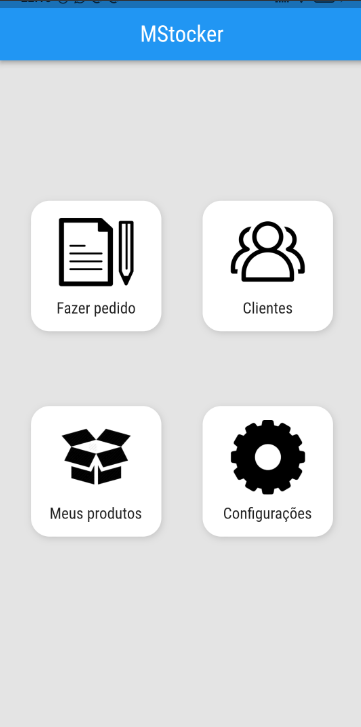 MStocker
Fazer pedido
Clientes
Meus produtos
Configurações